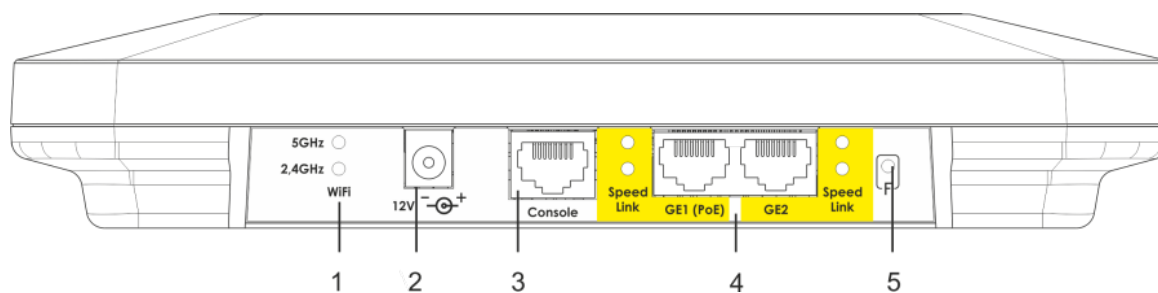 5GHz
2,4GHz
WiFi
12V - +
Console
Speed
Link
GE1 (PoE)
GE2
Speed
Link
F
1 2 3 4 5